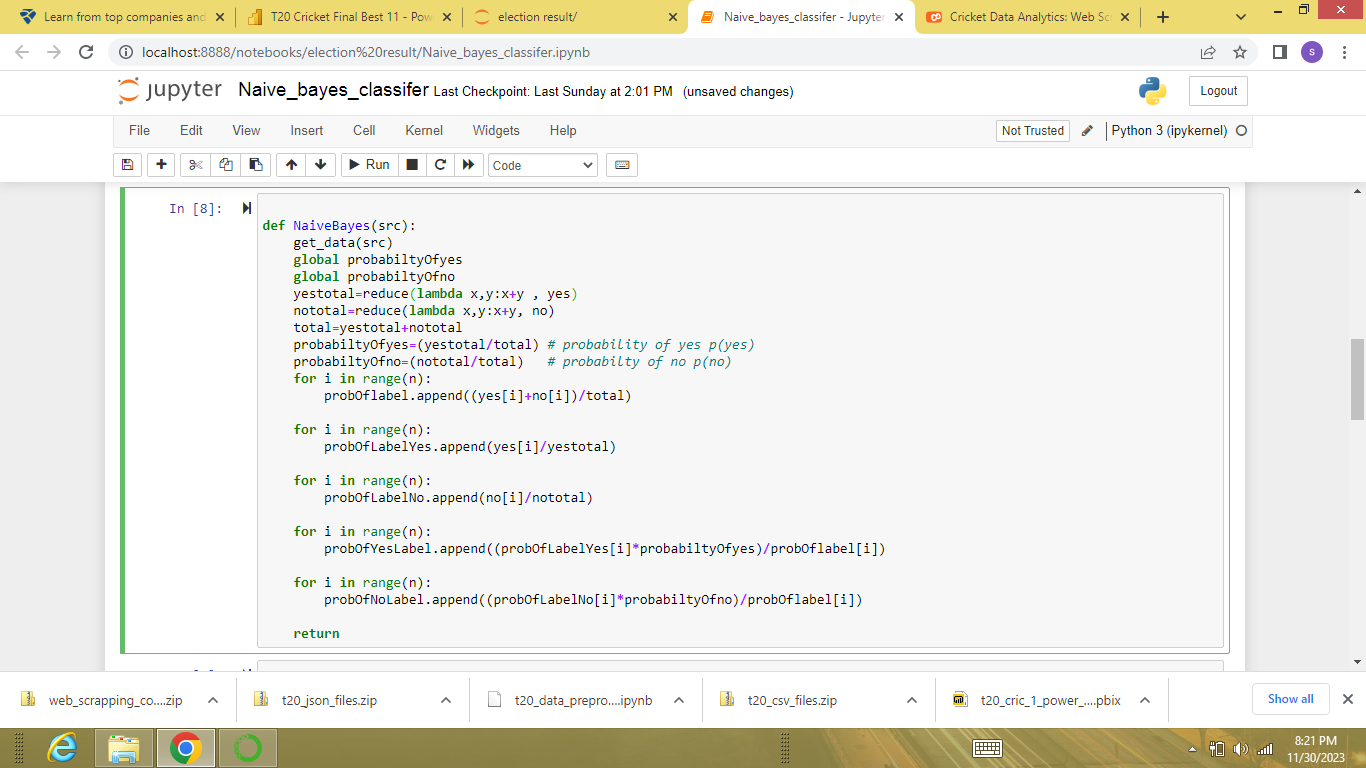 Learn from top companies and
T20 Cricket Final Best 11 - Pow
election result/
Naive_bayes_classifer - Jupyter
Cricket Data Analytics: Web Sc
localhost:8888/notebooks/election%20result/Naive_bayes_classifer.ipynb
S
jupyter Naive_bayes_classifer Last Checkpoint: Last Sunday at 2:01 PM (unsaved changes)
Logout
File Edit View Insert Cell Kernel Widgets Help
Not Trusted
Python 3 (ipykernel)
Run
Code
In [8]:
def NaiveBayes(src):
    get_data(src)
    global probabiltyOfyes
    global probabiltyOfno
    yestotal=reduce(lambda x,y:x+y , yes)
    nototal=reduce(lambda x,y:x+y, no)
    total=yestotal+nototal
    probabiltyOfyes=(yestotal/total) # probability of yes p(yes)
    probabiltyOfno=(nototal/total)   # probabilty of no p(no)
    for i in range(n):
        probOflabel.append((yes[i]+no[i])/total)
    for i in range(n):
        probOfLabelYes.append(yes[i]/yestotal)
    for i in range(n):
        probOfLabelNo.append(no[i]/nototal)
    for i in range(n):
        probOfYesLabel.append((probOfLabelYes[i]*probabiltyOfyes)/probOflabel[i])
    for i in range(n):
        probOfNoLabel.append((probOfLabelNo[i]*probabiltyOfno)/probOflabel[i])
    return
web_scrapping_co....zip
t20_json_files.zip
t20_data_prepro....ipynb
t20_csv_files.zip
t20_cric_1_power_....pbix
Show all
8:21 PM
11/30/2023